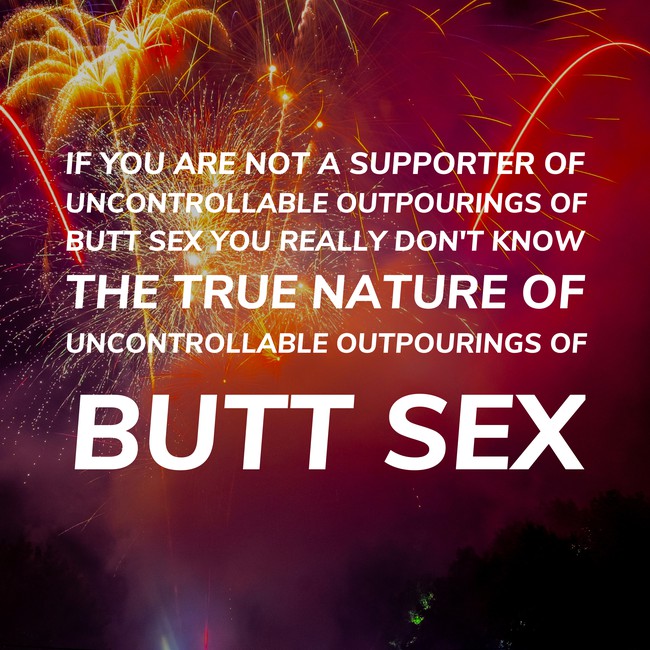 IF YOU ARE NOT A SUPPORTER OF
UNCONTROLLABLE OUTPOURINGS OF
BUTT SEX YOU REALLY DON'T KNOW
THE TRUE NATURE OF
UNCONTROLLABLE OUTPOURINGS OF
BUTT SEX